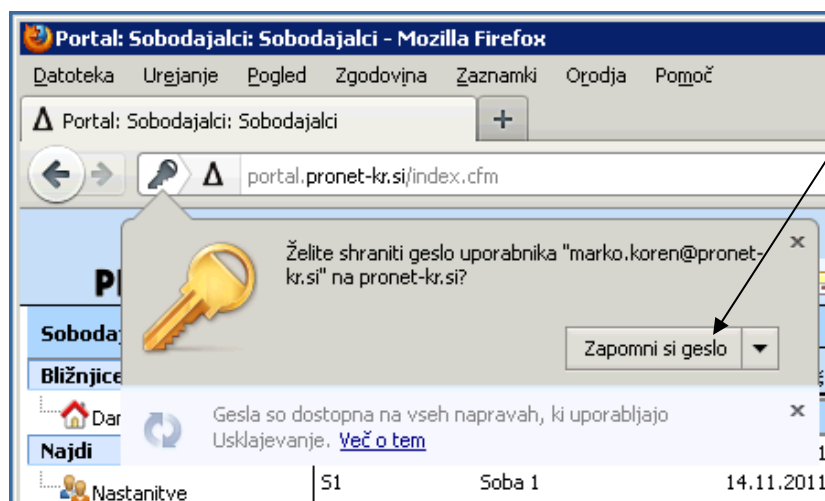 Portal: Sobodajalci: Sobodajalci - Mozilla Firefox
Datoteka Urejanje Pogled Zgodovina Zaznamki Orodja Pomoč
Portal: Sobodajalci: Sobodajalci
portal.pronet-kr.si/index.cfm
Želite shraniti geslo uporabnika "marko.koren@pronet-
kr.si" na pronet-kr.si?
Zapomni si geslo
Bližnjice
Gesla so dostopna na vseh napravah, ki uporabljajo
Usklajevanje. Več o tem
Najdi
Nastanitve
S1 Soba 1 14.11.2011